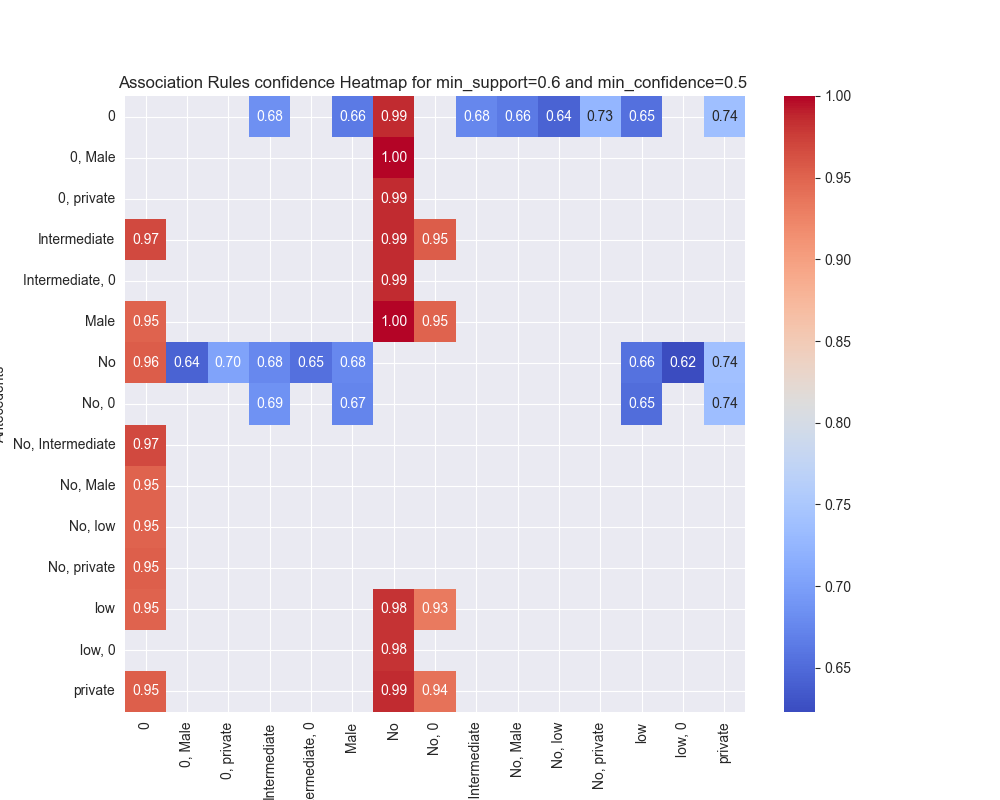 Association Rules confidence Heatmap for min_support=0.6 and min_confidence=0.5
0 0.68 0.66 0.99 0.68 0.66 0.64 0.73 0.65 0.74
0, Male 1.00
0, private 0.99
Intermediate 0.97 0.99 0.95
Intermediate, 0 0.99
Male 0.95 1.00 0.95
No 0.96 0.64 0.70 0.68 0.65 0.68 0.66 0.62 0.74
No, 0 0.69 0.67 0.65 0.74
No, Intermediate 0.97
No, Male 0.95
No, low 0.95
No, private 0.95
low 0.95 0.98 0.93
low, 0 0.98
private 0.95 0.99 0.94
0
0, Male
0, private
Intermediate
ermediate, 0
Male
No
No, 0
Intermediate
No, Male
No, low
No, private
low
low, 0
private
1.00
0.95
0.90
0.85
0.80
0.75
0.70
0.65